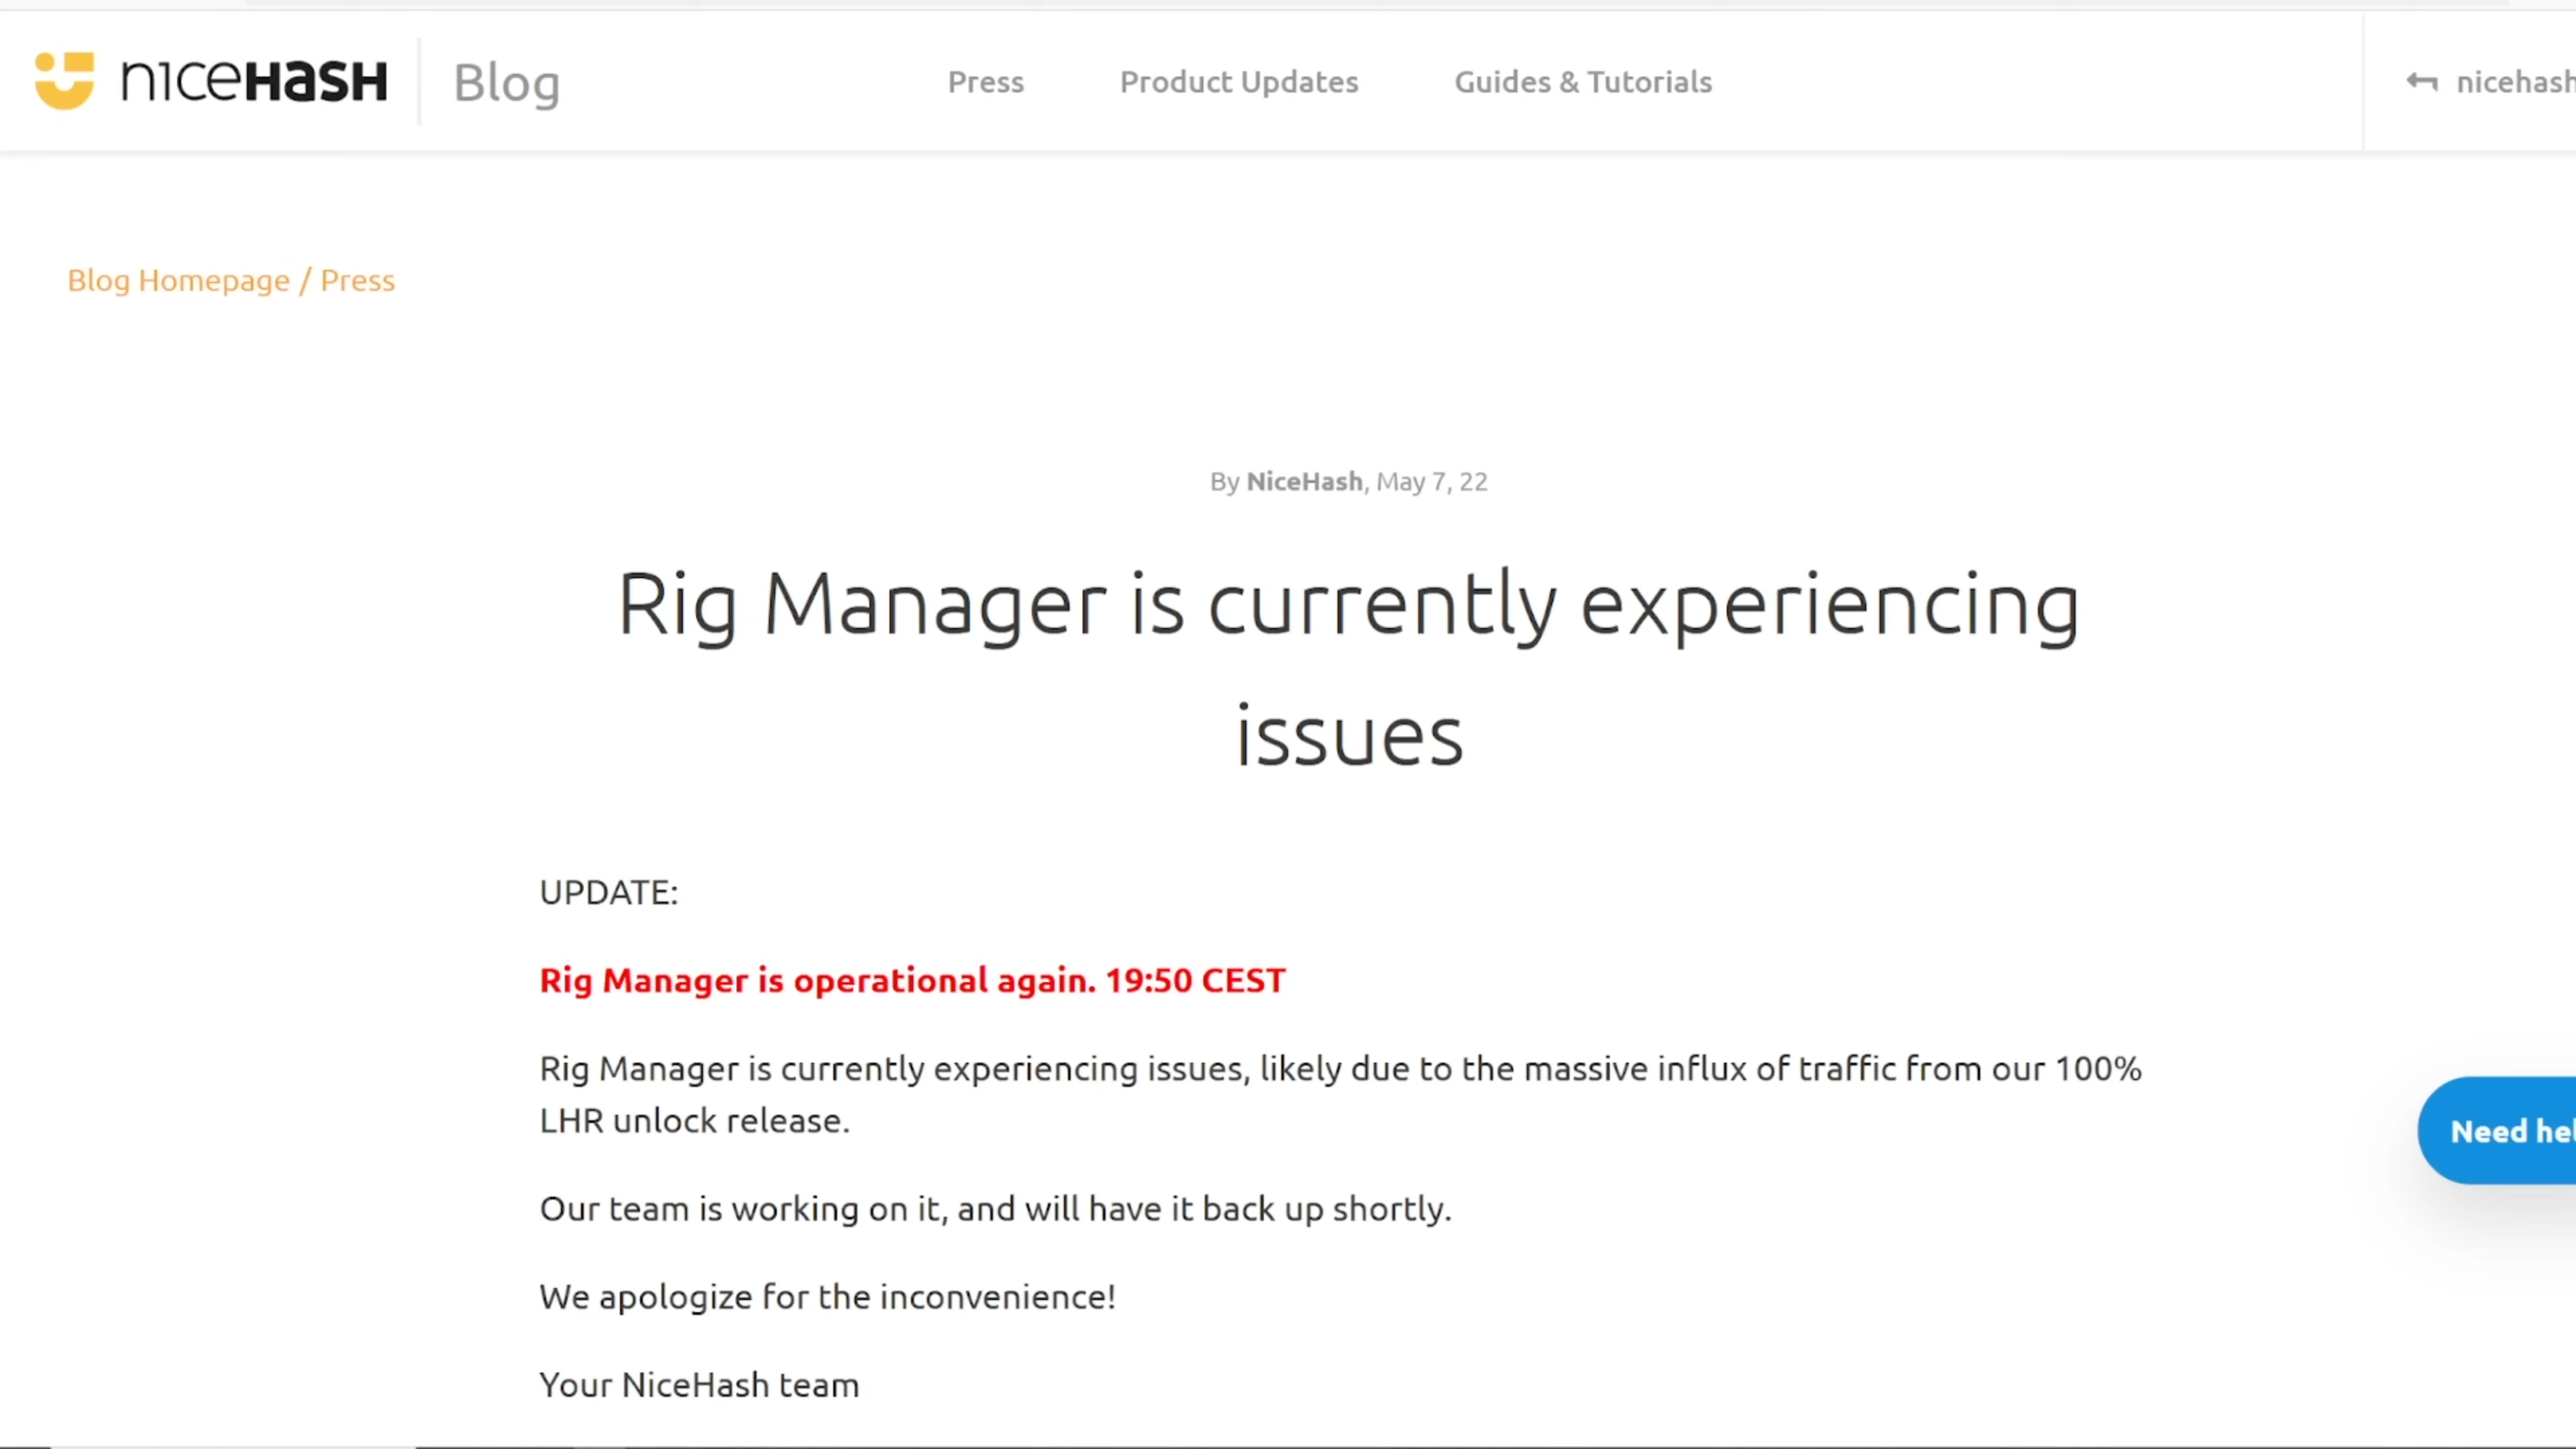 niceHASH Blog Press Product Updates Guides & Tutorials nicehash
Blog Homepage / Press
By NiceHash, May 7, 22
Rig Manager is currently experiencing
issues
UPDATE:
Rig Manager is operational again. 19:50 CEST
Rig Manager is currently experiencing issues, likely due to the massive influx of traffic from our 100%
LHR unlock release.
Need hel
Our team is working on it, and will have it back up shortly.
We apologize for the inconvenience!
Your NiceHash team